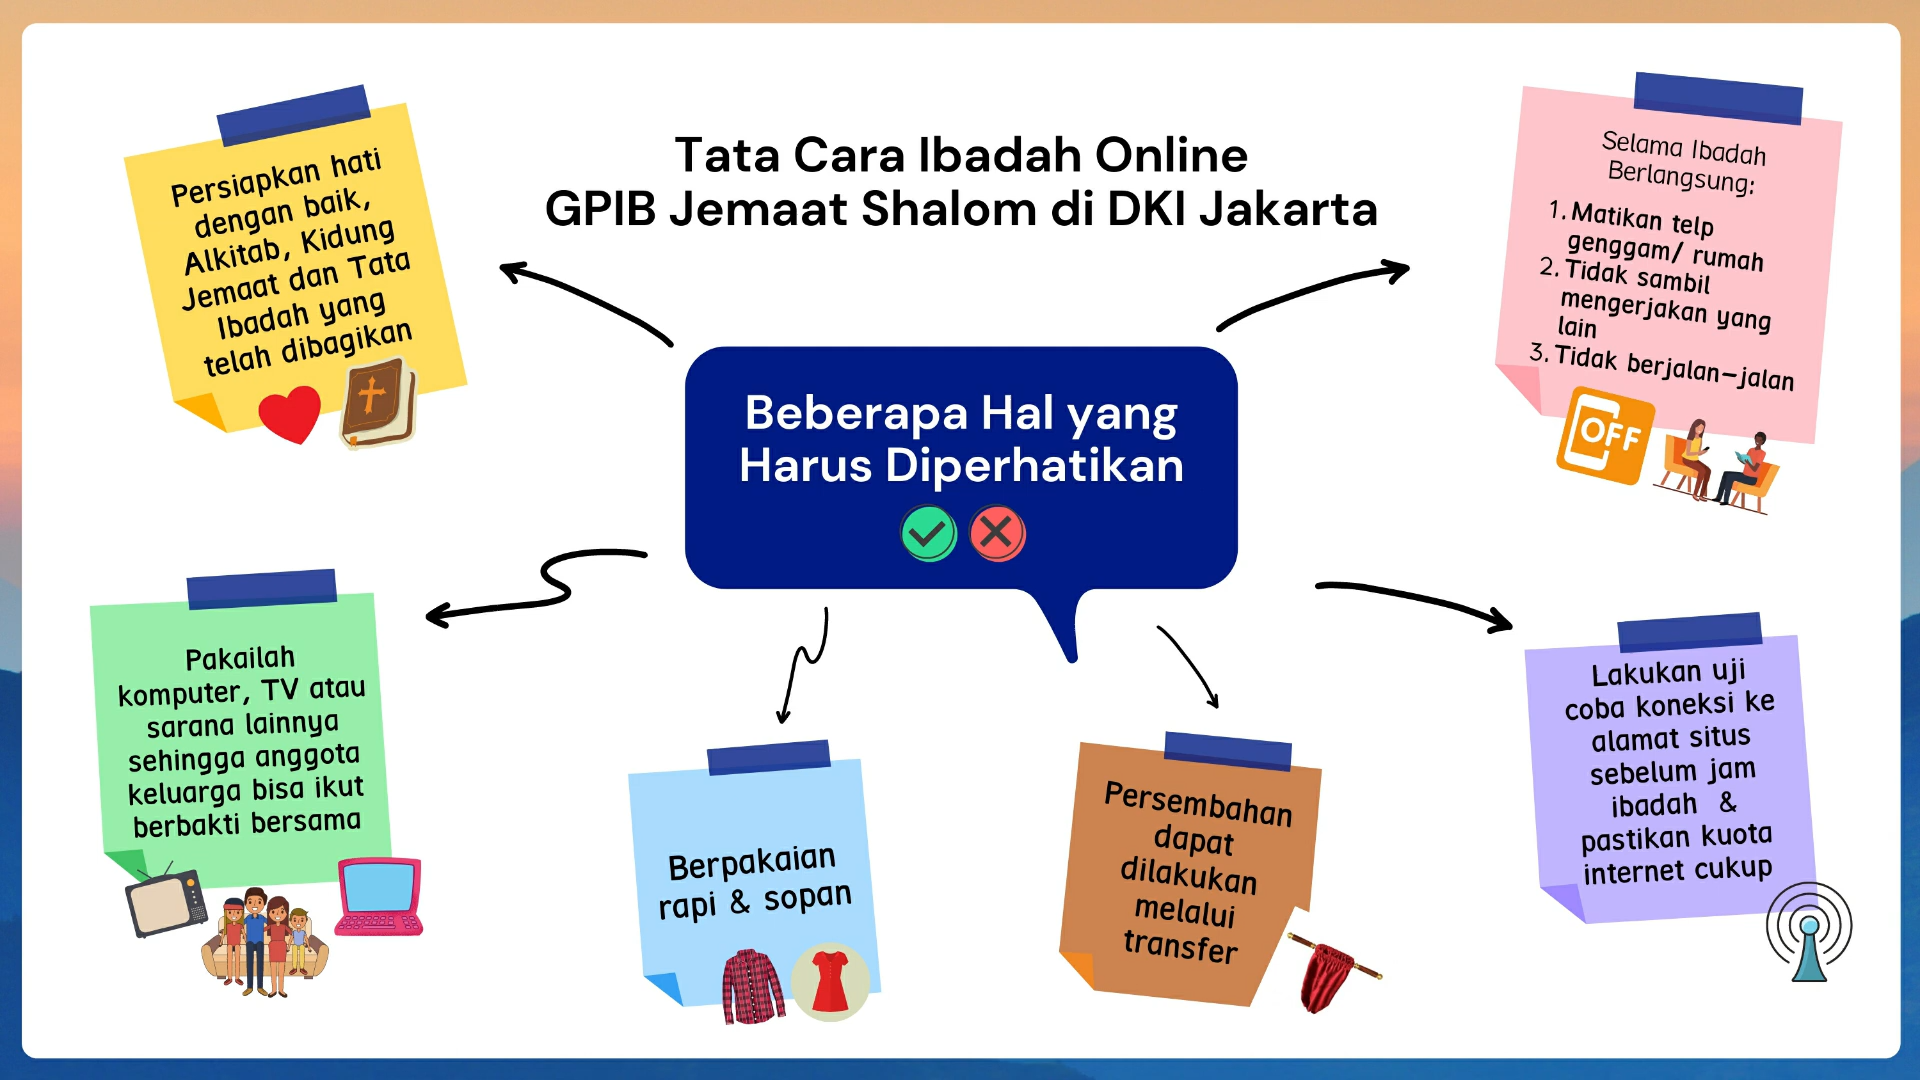 Tata Cara Ibadah Online
GPIB Jemaat Shalom di DKI Jakarta
Beberapa Hal yang
Harus Diperhatikan
Persiapkan hati
dengan baik,
Alkitab, Kidung
Jemaat dan Tata
Ibadah yang
telah dibagikan
Selama Ibadah
Berlangsung:
1. Matikan telp
genggam/ rumah
2. Tidak sambil
mengerjakan yang
lain
3. Tidak berjalan-jalan
OFF
Pakailah
komputer, TV atau
sarana lainnya
sehingga anggota
keluarga bisa ikut
berbakti bersama
Berpakaian
rapi & sopan
Persembahan
dapat
dilakukan
melalui
transfer
Lakukan uji
coba koneksi ke
alamat situs
sebelum jam
ibadah &
pastikan kuota
internet cukup